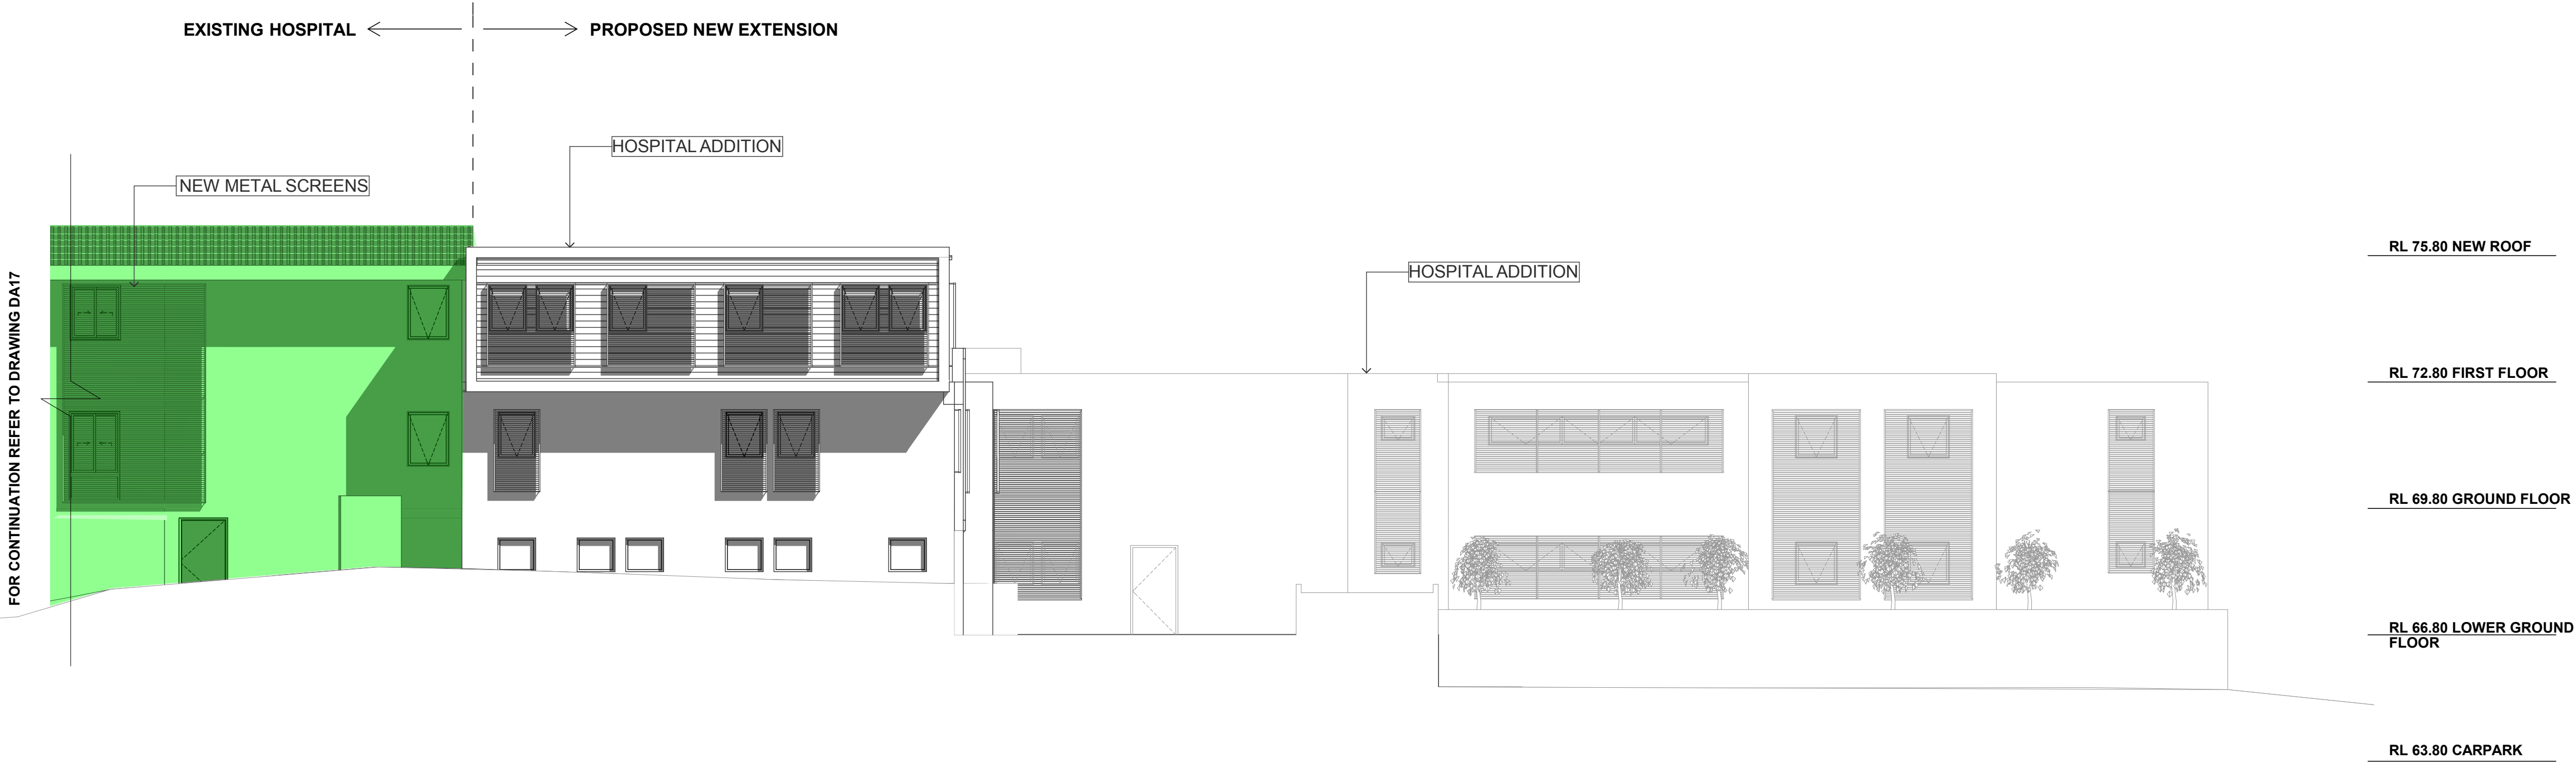 EXISTING HOSPITAL
PROPOSED NEW EXTENSION
HOSPITAL ADDITION
NEW METAL SCREENS
FOR CONTINUATION REFER TO DRAWING DA17
HOSPITAL ADDITION
RL 75.80 NEW ROOF
RL 72.80 FIRST FLOOR
RL 69.80 GROUND FLOOR
RL 66.80 LOWER GROUND
FLOOR
RL 63.80 CARPARK